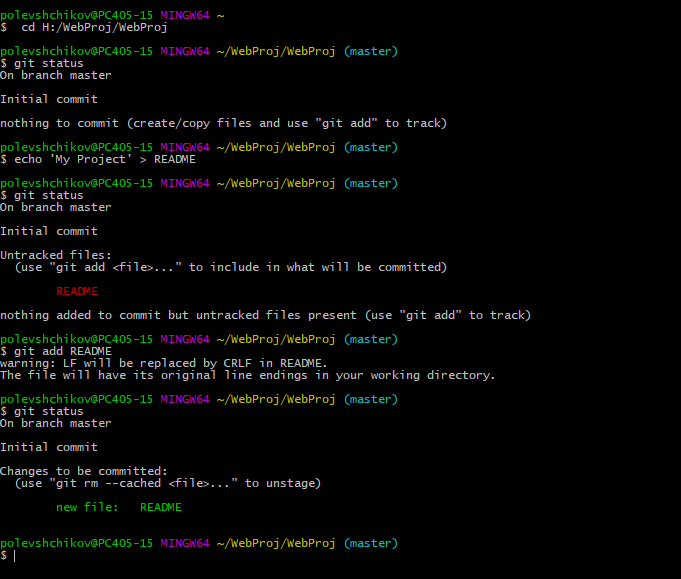 polevshchikov@PC405-15 MINGW64 ~
$  cd H:/WebProj/WebProj
polevshchikov@PC405-15 MINGW64 ~/WebProj/WebProj (master)
$ git status
On branch master
Initial commit
nothing to commit (create/copy files and use "git add" to track)
polevshchikov@PC405-15 MINGW64 ~/WebProj/WebProj (master)
$ echo 'My Project' > README
polevshchikov@PC405-15 MINGW64 ~/WebProj/WebProj (master)
$ git status
On branch master
Initial commit
Untracked files:
  (use "git add <file>..." to include in what will be committed)
        README
nothing added to commit but untracked files present (use "git add" to track)
polevshchikov@PC405-15 MINGW64 ~/WebProj/WebProj (master)
$ git add README
warning: LF will be replaced by CRLF in README.
The file will have its original line endings in your working directory.
polevshchikov@PC405-15 MINGW64 ~/WebProj/WebProj (master)
$ git status
On branch master
Initial commit
Changes to be committed:
  (use "git rm --cached <file>..." to unstage)
        new file:   README
polevshchikov@PC405-15 MINGW64 ~/WebProj/WebProj (master)
$